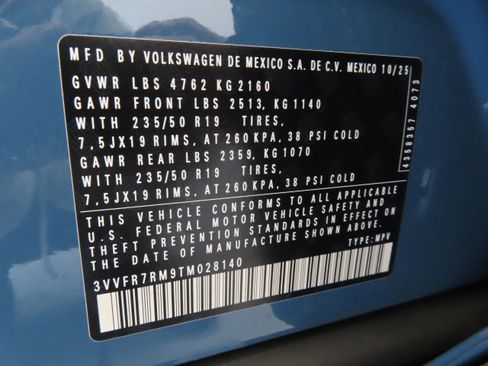 MFD BY VOLKSWAGEN DE MEXICO S.A. DE C.V. MEXICO 10/25
GVWR LBS 4762 KG 2160
GAWR FRONT LBS 2513, KG 1140
WITH 235/50 R19 TIRES,
7,5JX19 RIMS, AT 260 KPA, 38 PSI COLD
GAWR REAR LBS 2359, KG 1070
WITH 235/50 R19 TIRES,
7,5JX19 RIMS, AT 260 KPA, 38 PSI COLD
THIS VEHICLE CONFORMS TO ALL APPLICABLE
U.S. FEDERAL MOTOR VEHICLE SAFETY AND
THEFT PREVENTION STANDARDS IN EFFECT ON
THE DATE OF MANUFACTURE SHOWN ABOVE.
TYPE: MPV
3VVFR7RM9TM028140
4358357 4073